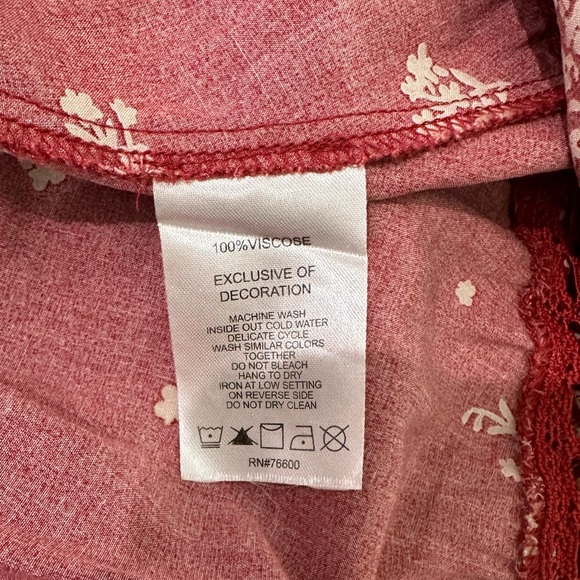 100%VISCOSE
EXCLUSIVE OF
DECORATION
MACHINE WASH
INSIDE OUT COLD WATER
DELICATE CYCLE
WASH SIMILAR COLORS
TOGETHER
DO NOT BLEACH
HANG TO DRY
IRON AT LOW SETTING
ON REVERSE SIDE
DO NOT DRY CLEAN
RN#76600